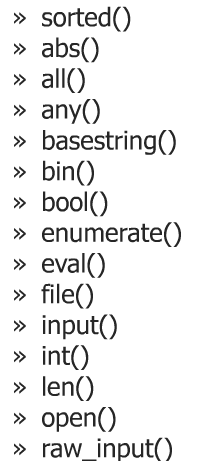 » sorted()
» abs()
» all()
» any()
» basestring()
» bin()
» bool()
» enumerate()
» eval()
» file()
» input()
» int()
» len()
» open()
» raw_input()